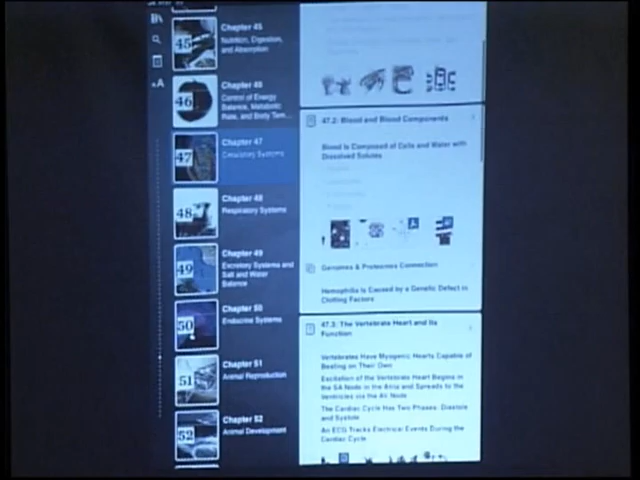 Chapter 45
45
Nutrition, Digestion,
and Absorption
Chapter 46
46
Control of Energy
Balance, Metabolic
Rate, and Body Tem...
Chapter 47
47
Circulatory Systems
Chapter 48
48
Respiratory Systems
Chapter 49
49
Excretory Systems and
Salt and Water
Balance
Chapter 50
50
Endocrine Systems
Chapter 51
51
Animal Reproduction
Chapter 52
52
Animal Development
A
47.2: Blood and Blood Components
Blood Is Composed of Cells and Water with
Dissolved Solutes
Genomes & Proteomes Connection
Hemophilia Is Caused by a Genetic Defect in
Clotting Factors
47.3: The Vertebrate Heart and Its
Function
Vertebrates Have Myogenic Hearts Capable of
Beating on Their Own
Excitation of the Vertebrate Heart Begins in
the SA Node in the Atria and Spreads to the
Ventricles via the AV Node
The Cardiac Cycle Has Two Phases: Diastole
and Systole
An ECG Tracks Electrical Events During the
Cardiac Cycle